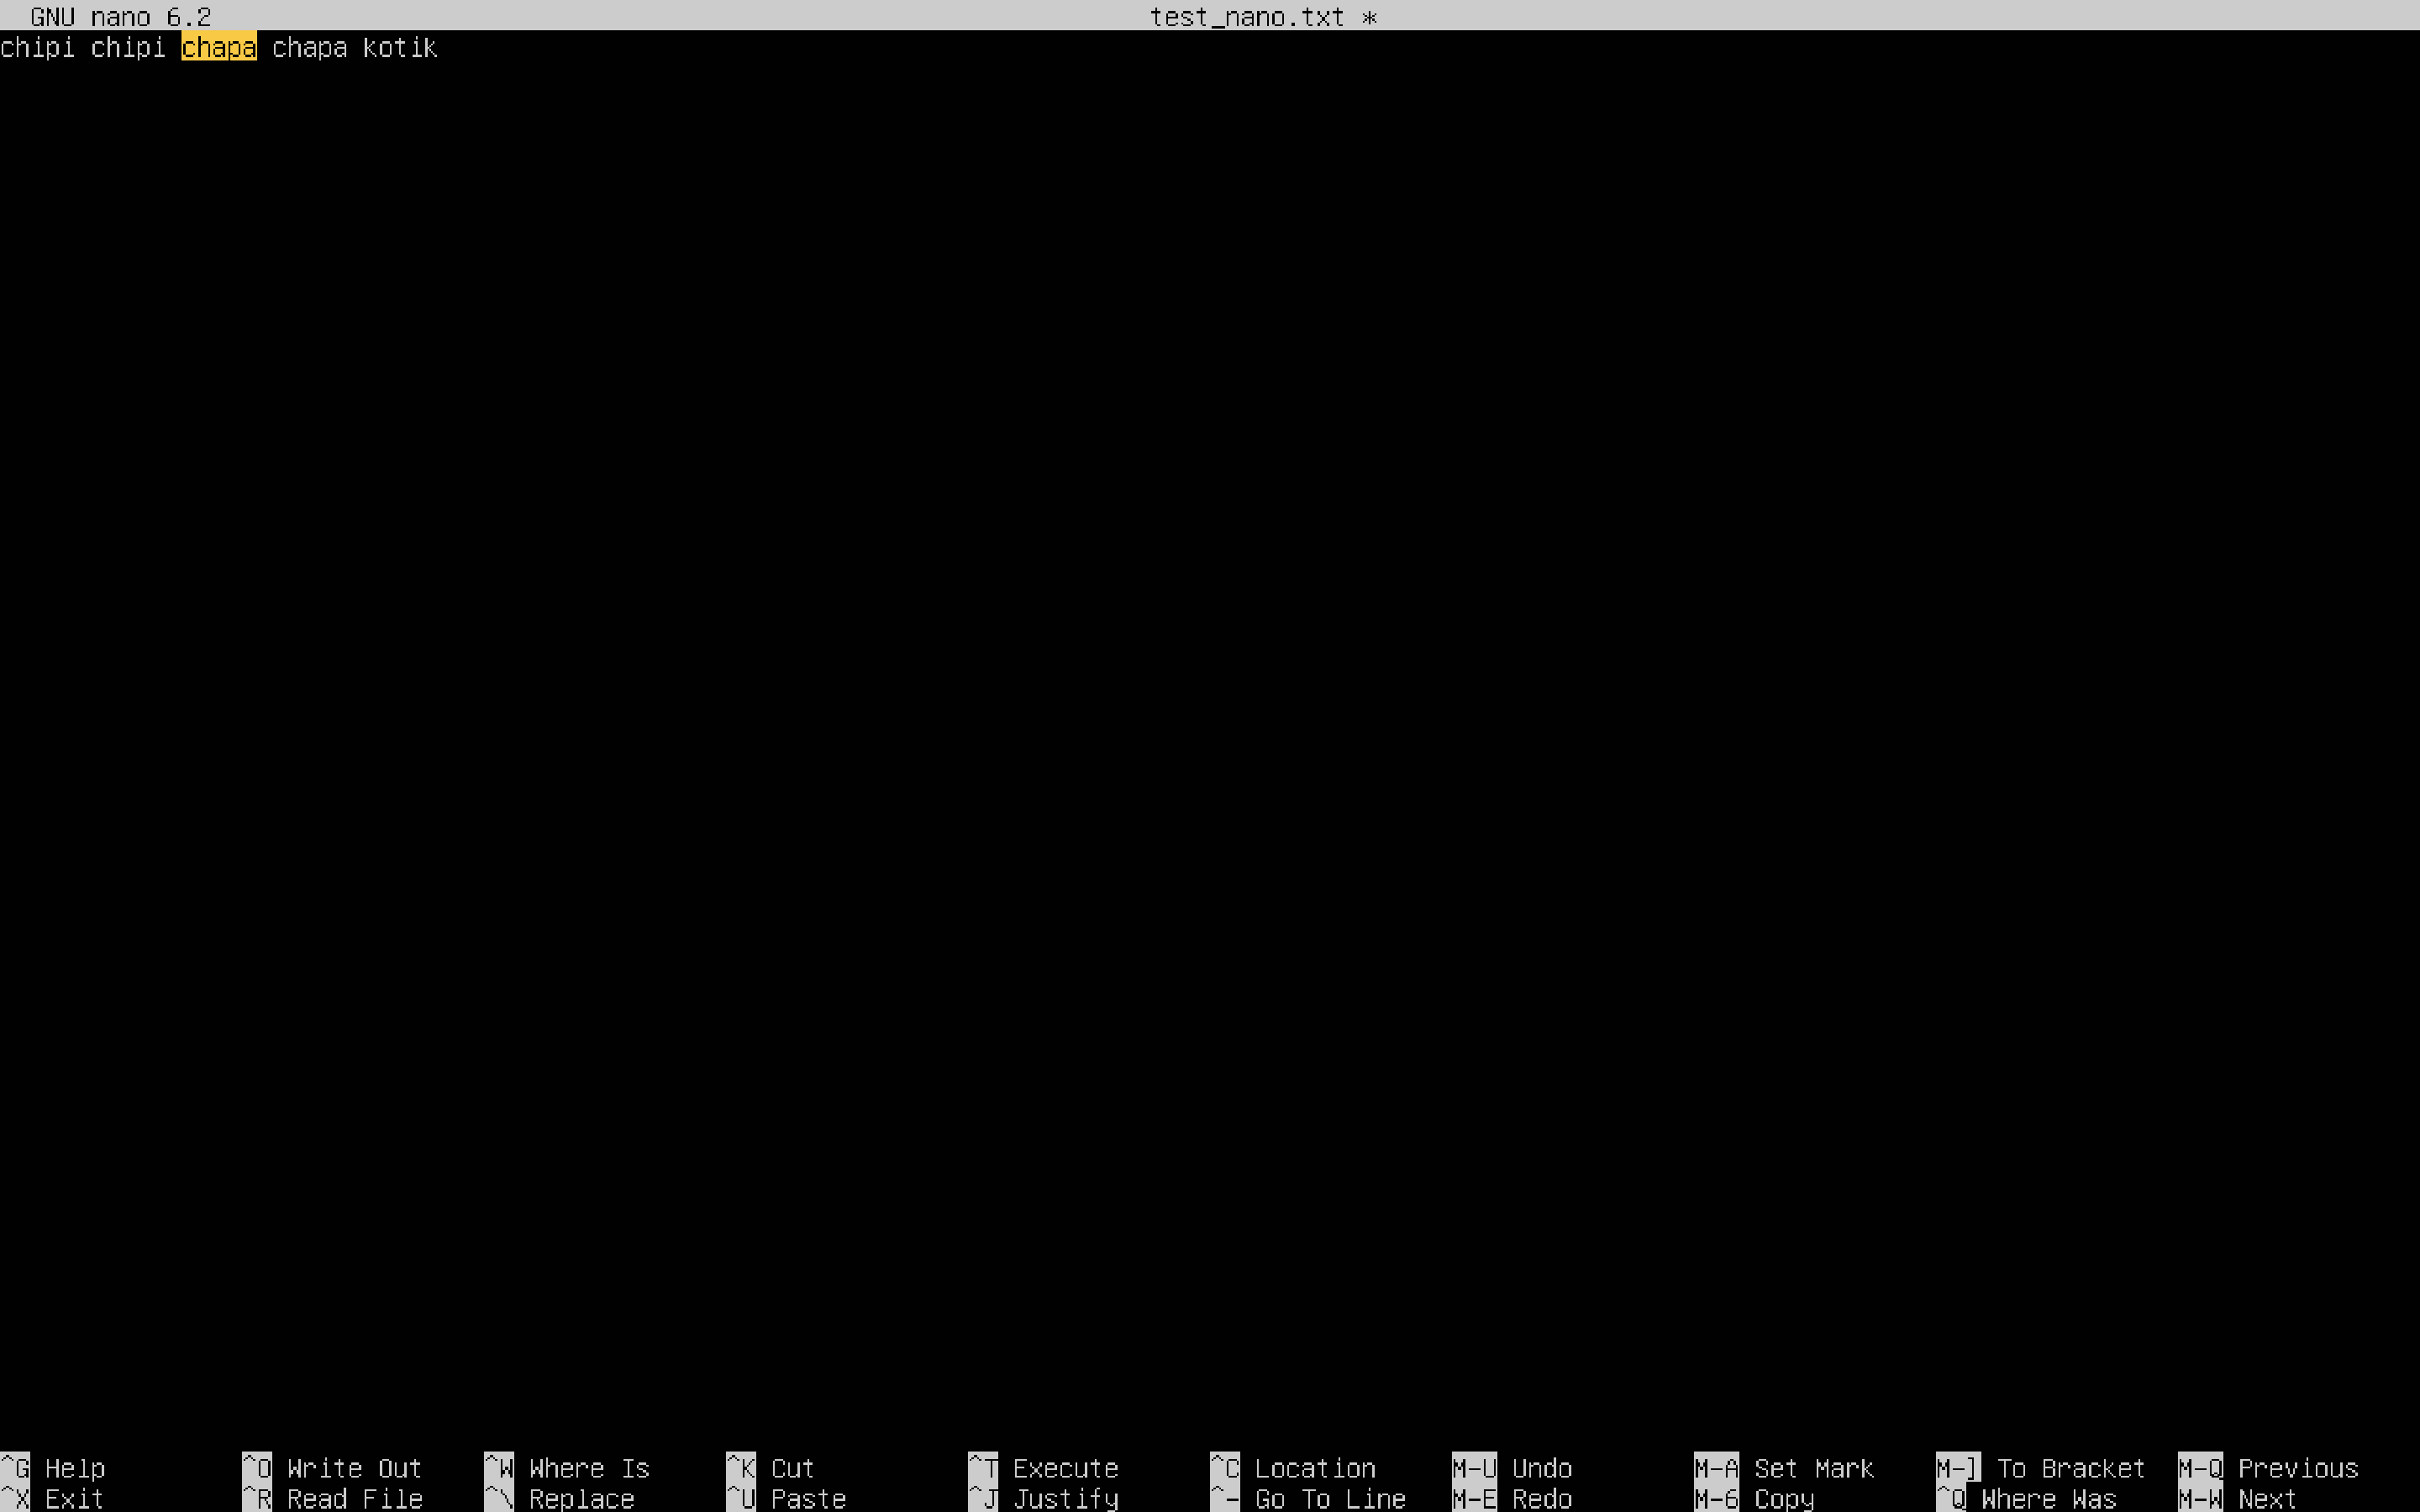 GNU nano 6.2 test_nano.txt *
chipi chipi chapa chapa kotik
^G Help ^O Write Out ^W Where Is ^K Cut ^T Execute ^C Location M-U Undo M-A Set Mark M-] To Bracket M-Q Previous
^X Exit ^R Read File ^\ Replace ^U Paste ^J Justify ^- Go To Line M-E Redo M-6 Copy ^Q Where Was M-W Next